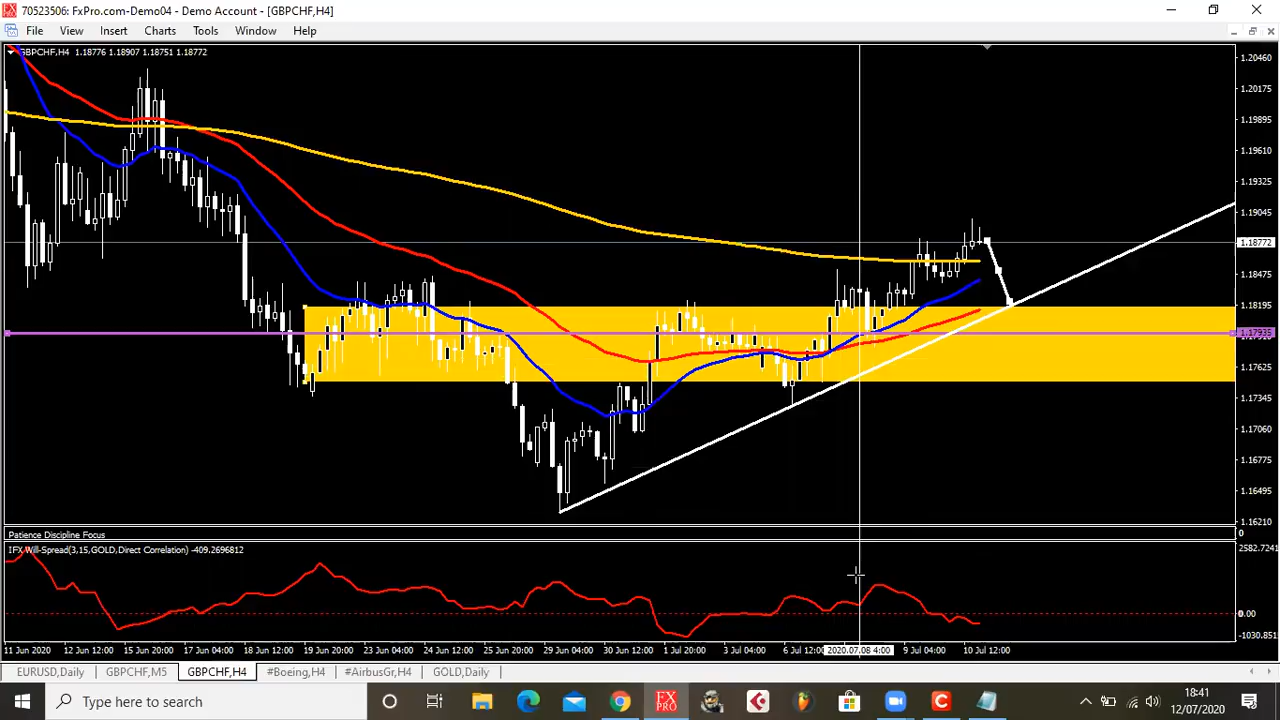 70523506: FxPro.com-Demo04 - Demo Account - [GBPCHF,H4]
File View Insert Charts Tools Window Help
GBPCHF,H4 1.18776 1.18907 1.18751 1.18772
1.20460
1.20175
1.19895
1.19610
1.19325
1.19045
1.18772
1.18475
1.18195
1.17935
1.17625
1.17345
1.17060
1.16775
1.16495
1.16210
Patience Discipline Focus
0
IFX Will-Spread(3,15,GOLD,Direct Correlation) -409.2696812
2582.7241
0.00
-1030.851
11 Jun 2020 12 Jun 12:00 15 Jun 20:00 17 Jun 04:00 18 Jun 12:00 19 Jun 20:00 23 Jun 04:00 24 Jun 12:00 25 Jun 20:00 29 Jun 04:00 30 Jun 12:00 1 Jul 20:00 6 Jul 12:00 2020.07.08 4:00 9 Jul 04:00 10 Jul 12:00
EURUSD,Daily GBPCHF,M5 GBPCHF,H4 #Boeing,H4 #AirbusGr,H4 GOLD,Daily
Type here to search
FX PRO
18:41
12/07/2020